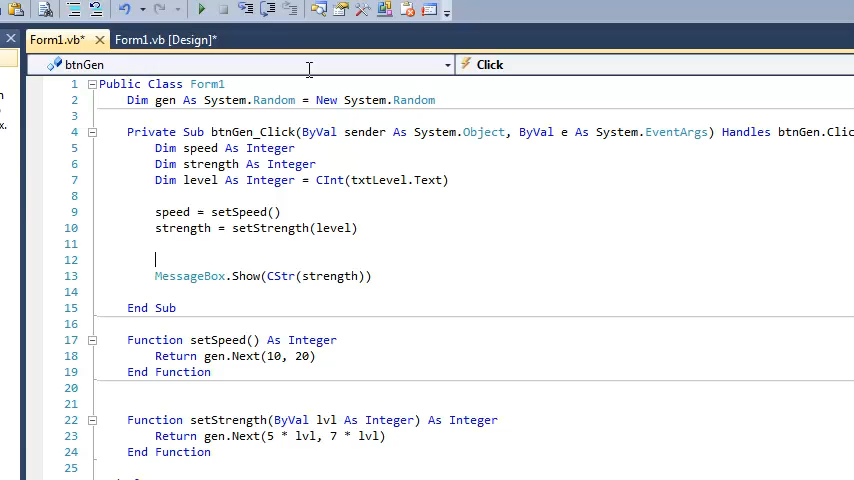 Form1.vb* Form1.vb [Design]*
btnGen Click
1 Public Class Form1
2 Dim gen As System.Random = New System.Random
3
4 Private Sub btnGen_Click(ByVal sender As System.Object, ByVal e As System.EventArgs) Handles btnGen.Clic
5 Dim speed As Integer
6 Dim strength As Integer
7 Dim level As Integer = CInt(txtLevel.Text)
8
9 speed = setSpeed()
10 strength = setStrength(level)
11
12
13 MessageBox.Show(CStr(strength))
14
15 End Sub
16
17 Function setSpeed() As Integer
18 Return gen.Next(10, 20)
19 End Function
20
21
22 Function setStrength(ByVal lvl As Integer) As Integer
23 Return gen.Next(5 * lvl, 7 * lvl)
24 End Function
25